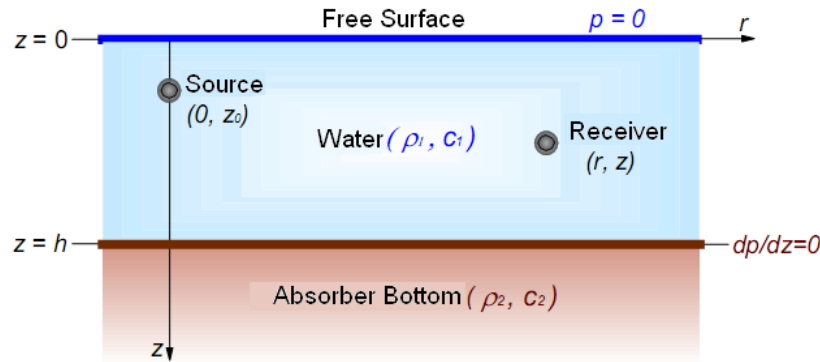 Free Surface
p = 0
r
z = 0
Source
(0, z₀)
Water (ρ₁, c₁)
Receiver
(r, z)
z = h
dp/dz=0
Absorber Bottom (ρ₂, c₂)
z